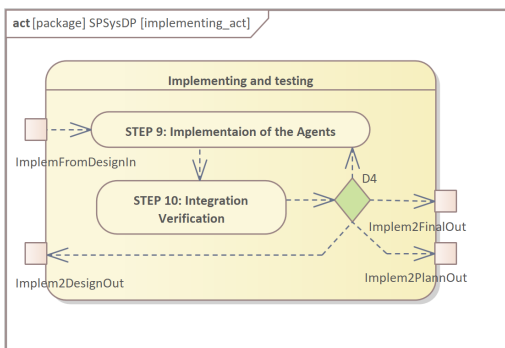 act [package] SPSysDP [implementing_act]
Implementing and testing
STEP 9: Implementaion of the Agents
ImplemFromDesignIn
D4
STEP 10: Integration
Verification
Implem2FinalOut
Implem2DesignOut
Implem2PlannOut